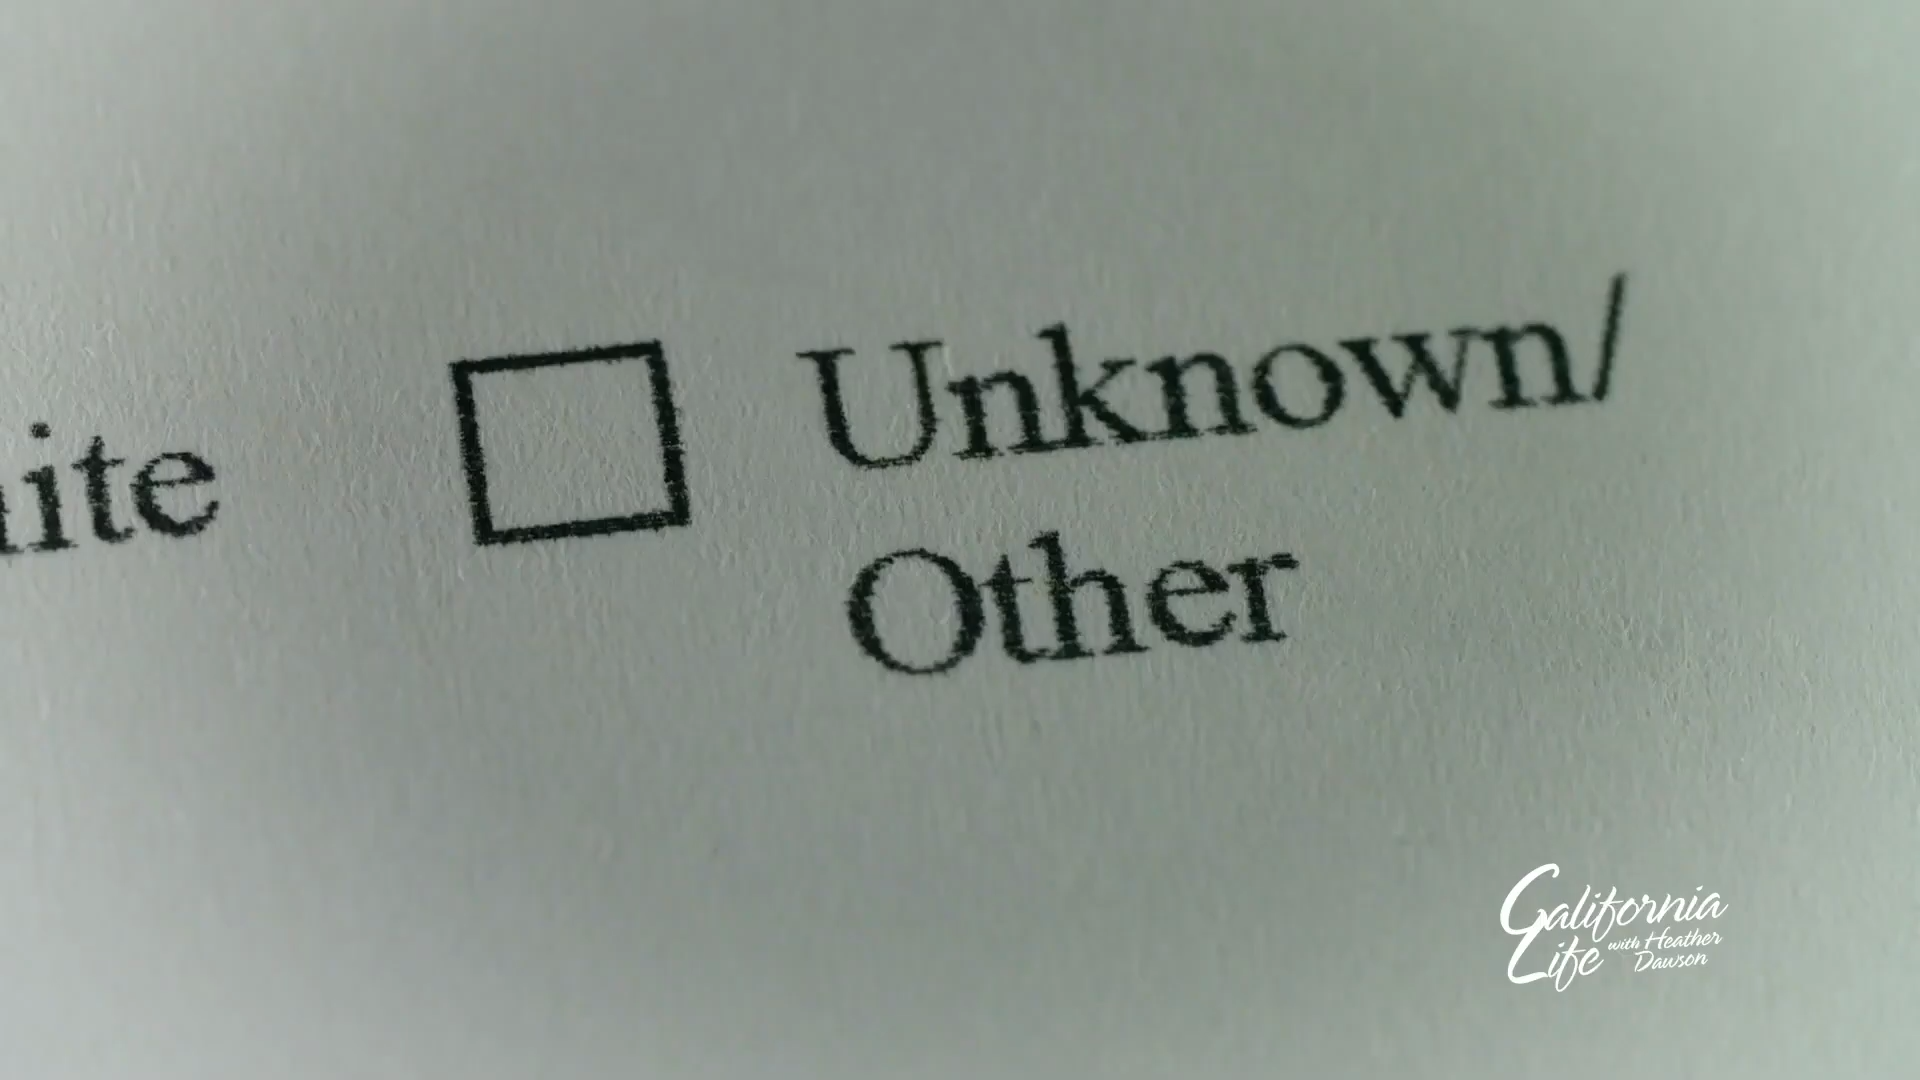 ite
Unknown/
Other
California
Life with Heather
Dawson